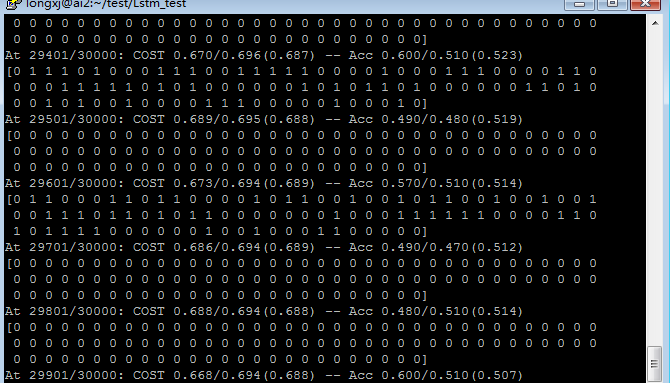 longxj@ai2:~/test/Lstm_test
0 0 0 0 0 0 0 0 0 0 0 0 0 0 0 0 0 0 0 0 0 0 0 0 0 0 0 0 0 0 0 0 0 0 0 0 0
0 0 0 0 0 0 0 0 0 0 0 0 0 0 0 0 0 0 0 0 0 0 0 0 0 0]
At 29401/30000: COST 0.670/0.696(0.687) -- Acc 0.600/0.510(0.523)
[0 1 1 1 0 1 0 0 0 1 1 1 0 0 1 1 1 1 1 0 0 0 0 1 0 0 0 1 1 1 0 0 0 0 1 1 0
0 0 0 1 1 1 1 1 0 1 0 1 0 0 0 0 0 0 1 0 1 0 1 1 0 1 0 0 0 0 0 0 1 1 0 1 0
0 0 1 0 1 0 0 1 0 0 0 0 1 1 1 0 0 0 0 0 1 0 0 0 1 0]
At 29501/30000: COST 0.689/0.695(0.688) -- Acc 0.490/0.480(0.519)
[0 0 0 0 0 0 0 0 0 0 0 0 0 0 0 0 0 0 0 0 0 0 0 0 0 0 0 0 0 0 0 0 0 0 0 0 0
0 0 0 0 0 0 0 0 0 0 0 0 0 0 0 0 0 0 0 0 0 0 0 0 0 0 0 0 0 0 0 0 0 0 0 0 0
0 0 0 0 0 0 0 0 0 0 0 0 0 0 0 0 0 0 0 0 0 0 0 0 0 0]
At 29601/30000: COST 0.673/0.694(0.689) -- Acc 0.570/0.510(0.514)
[0 1 1 0 0 0 1 1 0 1 1 0 0 0 0 1 0 1 1 0 0 1 0 0 1 0 1 1 0 0 1 0 0 1 0 0 1
0 0 1 1 1 0 1 1 0 1 0 1 1 0 0 0 0 0 0 0 1 0 0 0 1 1 1 1 1 1 0 0 0 0 1 1 0
1 0 1 1 1 1 0 0 0 0 0 0 1 0 0 1 0 0 0 1 1 0 0 0 0 0]
At 29701/30000: COST 0.686/0.694(0.689) -- Acc 0.490/0.470(0.512)
[0 0 0 0 0 0 0 0 0 0 0 0 0 0 0 0 0 0 0 0 0 0 0 0 0 0 0 0 0 0 0 0 0 0 0 0 0
0 0 0 0 0 0 0 0 0 0 0 0 0 0 0 0 0 0 0 0 0 0 0 0 0 0 0 0 0 0 0 0 0 0 0 0 0
0 0 0 0 0 0 0 0 0 0 0 0 0 0 0 0 0 0 0 0 0 0 0 0 0 0]
At 29801/30000: COST 0.688/0.694(0.688) -- Acc 0.480/0.510(0.514)
[0 0 0 0 0 0 0 0 0 0 0 0 0 0 0 0 0 0 0 0 0 0 0 0 0 0 0 0 0 0 0 0 0 0 0 0 0
0 0 0 0 0 0 0 0 0 0 0 0 0 0 0 0 0 0 0 0 0 0 0 0 0 0 0 0 0 0 0 0 0 0 0 0 0
0 0 0 0 0 0 0 0 0 0 0 0 0 0 0 0 0 0 0 0 0 0 0 0 0 0]
At 29901/30000: COST 0.668/0.694(0.688) -- Acc 0.600/0.510(0.507)